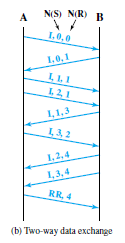 N(S) N(R)
A B
I, 0, 0
I, 0, 1
I, 1, 1
I, 2, 1
I, 1, 3
I, 3, 2
I, 2, 4
I, 3, 4
RR, 4
(b) Two-way data exchange